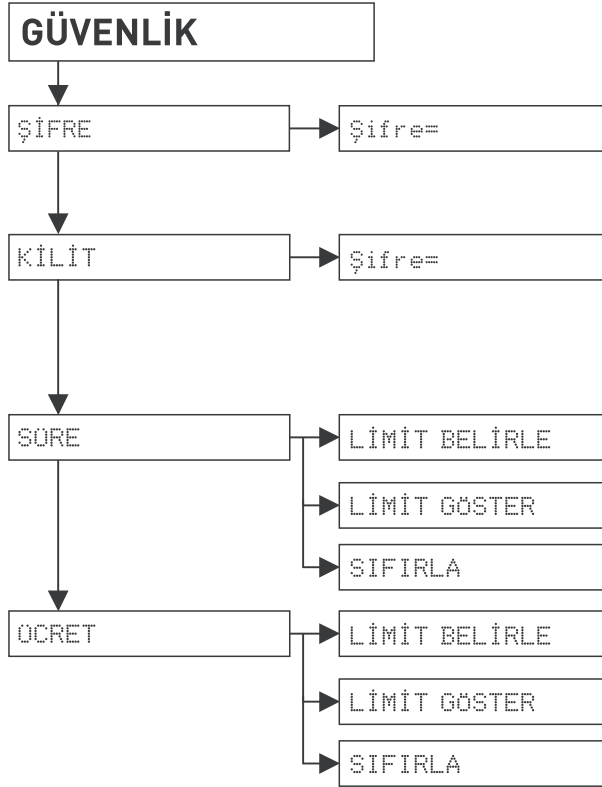 GÜVENLİK
ŞİFRE
Şifre=
KİLİT
Şifre=
SÜRE
LİMİT BELİRLE
LİMİT GÖSTER
SIFIRLA
ÜCRET
LİMİT BELİRLE
LİMİT GÖSTER
SIFIRLA